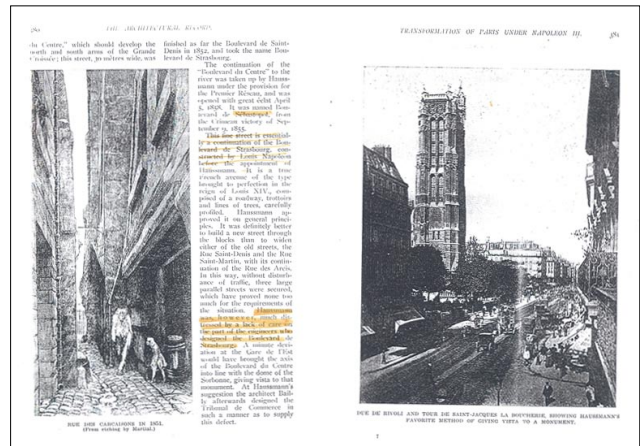 380
THE ARCHITECTURAL RECORD.
du Centre," which should develop the
north and south areas of the Grande
Croisée; this street, 30 meters wide, was
finished as far the Boulevard de Saint-
Denis in 1852, and took the name Bou-
levard de Strasbourg.
The continuation of the
"Boulevard du Centre" to the
river was taken up by Hauss-
mann under the provision for
the Premier Réseau, and was
opened with great éclat April
5, 1858. It was named Bou-
levard de Sébastopol, from
the Crimean victory of Sep-
tember 9, 1855.
This fine street is essential-
ly a continuation of the Bou-
levard de Strasbourg, con-
structed by Louis Napoléon
before the appointment of
Haussmann. It is a true
French avenue of the type
brought to perfection in the
reign of Louis XIV., com-
posed of a roadway, trottoirs
and lines of trees, carefully
profiled. Haussmann ap-
proved it on general princi-
ples. It was definitely better
to build a new street through
the blocks than to widen
either of the old streets, the
Rue Saint-Denis and the Rue
Saint-Martin, with its contin-
uation of the Rue des Arcis.
In this way, without disturb-
ance of traffic, three large
parallel streets were secured,
which have proved none too
much for the requirements of
the situation. Haussmann
was, however, much dis-
tressed by a lack of care on
the part of the engineers who
designed the Boulevard de
Strasbourg. A minute devi-
ation at the Gare de l'Est
would have brought the axis
of the Boulevard du Centre
into line with the dome of the
Sorbonne, giving vista to that
monument. At Haussmann's
suggestion the architect Bail-
ly afterwards designed the
Tribunal de Commerce in
such a manner as to supply
this defect.
RUE DES CARCAISONS IN 1851.
(From etching by Martial.)
TRANSFORMATION OF PARIS UNDER NAPOLEON III.
381
RUE DE RIVOLI AND TOUR DE SAINT-JACQUES LA BOUCHERIE, SHOWING HAUSSMANN'S
FAVORITE METHOD OF GIVING VISTA TO A MONUMENT.